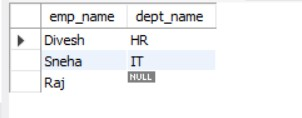 emp_name dept_name
Divesh HR
Sneha IT
Raj NULL